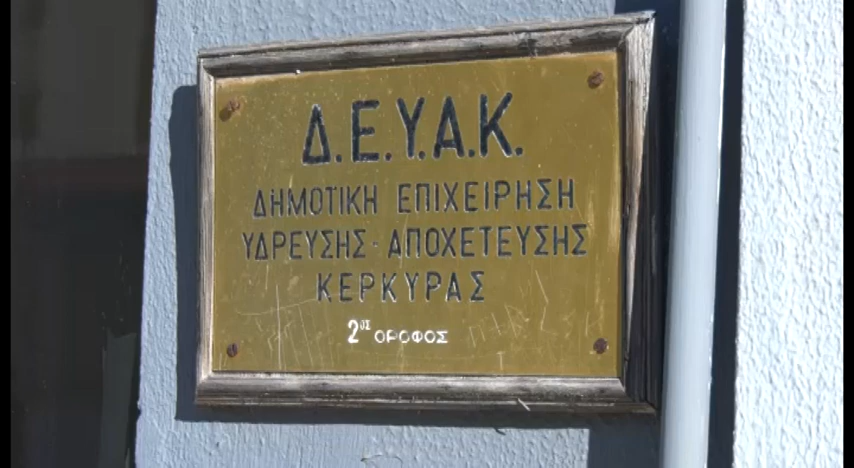 Δ.Ε.Υ.Α.Κ.
ΔΗΜΟΤΙΚΗ ΕΠΙΧΕΙΡΗΣΗ
ΥΔΡΕΥΣΗΣ - ΑΠΟΧΕΤΕΥΣΗΣ
ΚΕΡΚΥΡΑΣ
2ος ΟΡΟΦΟΣ